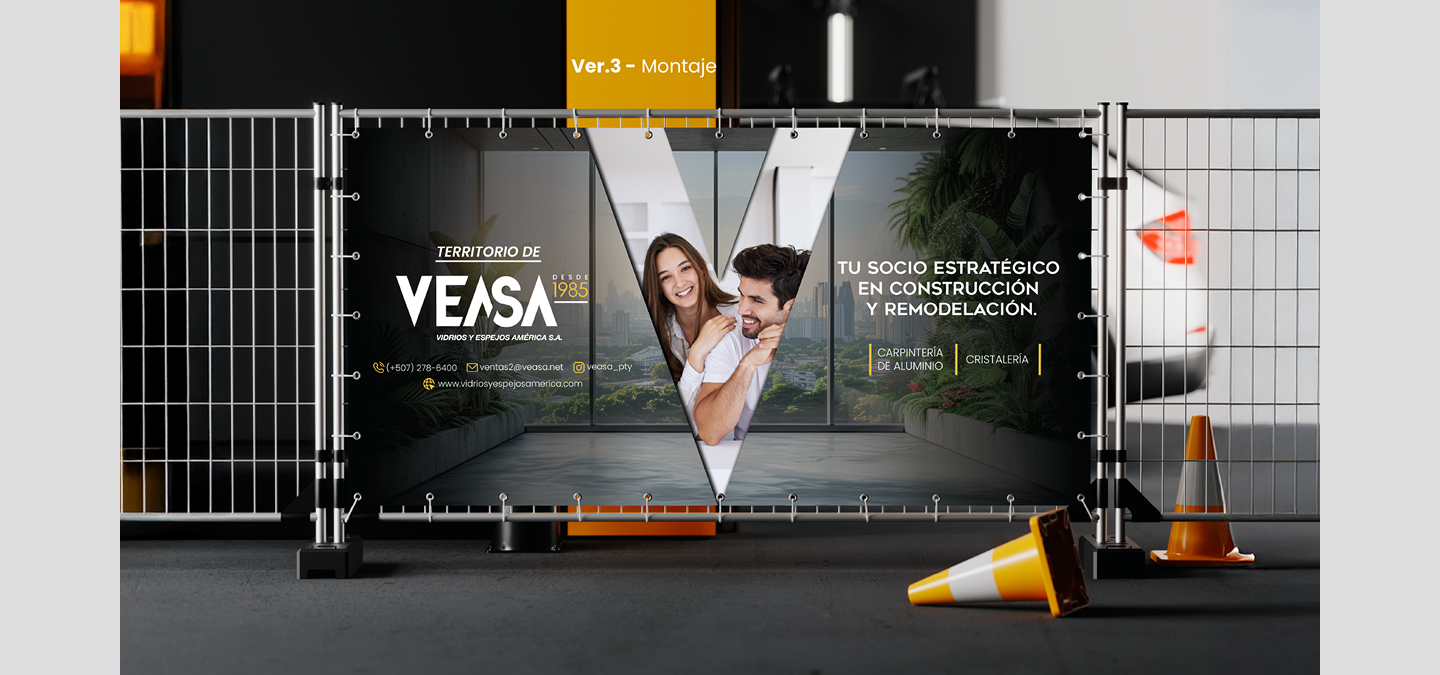 Ver.3 - Montaje
TERRITORIO DE
VEASA
DESDE
1985
VIDRIOS Y ESPEJOS AMÉRICA S.A.
(+507) 278-6400 ventas2@veasa.net veasa_pty
www.vidriosyespejosamerica.com
TU SOCIO ESTRATÉGICO
EN CONSTRUCCIÓN
Y REMODELACIÓN.
CARPINTERÍA
DE ALUMINIO
CRISTALERÍA